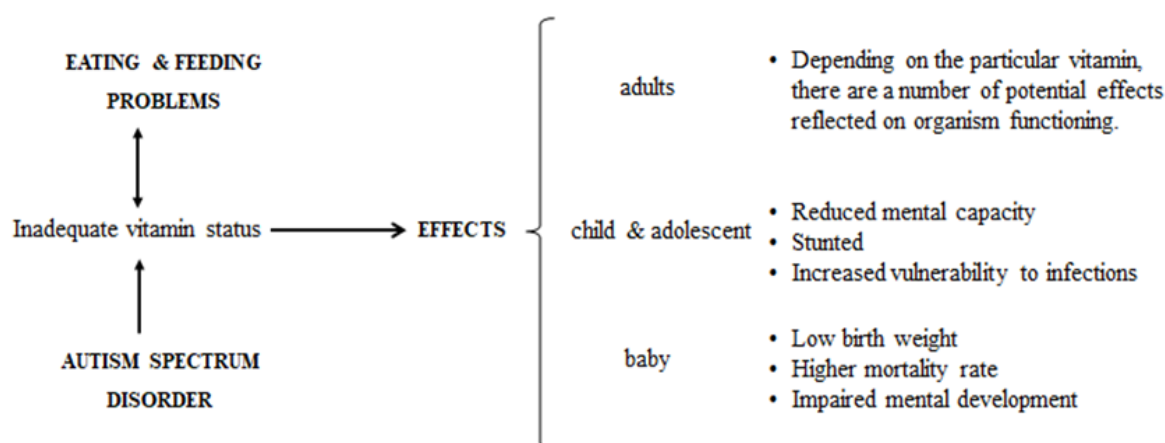 EATING & FEEDING
PROBLEMS
Inadequate vitamin status
AUTISM SPECTRUM
DISORDER
EFFECTS
adults
• Depending on the particular vitamin,
there are a number of potential effects
reflected on organism functioning.
child & adolescent
• Reduced mental capacity
• Stunted
• Increased vulnerability to infections
baby
• Low birth weight
• Higher mortality rate
• Impaired mental development